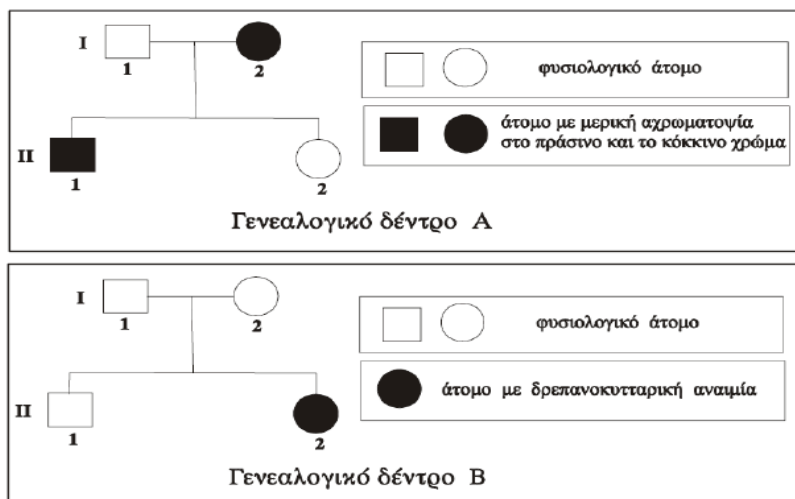 I
1
2
φυσιολογικό άτομο
άτομο με μερική αχρωματοψία
στο πράσινο και το κόκκινο χρώμα
II
1
2
Γενεαλογικό δέντρο Α
I
1
2
φυσιολογικό άτομο
άτομο με δρεπανοκυτταρική αναιμία
II
1
2
Γενεαλογικό δέντρο Β